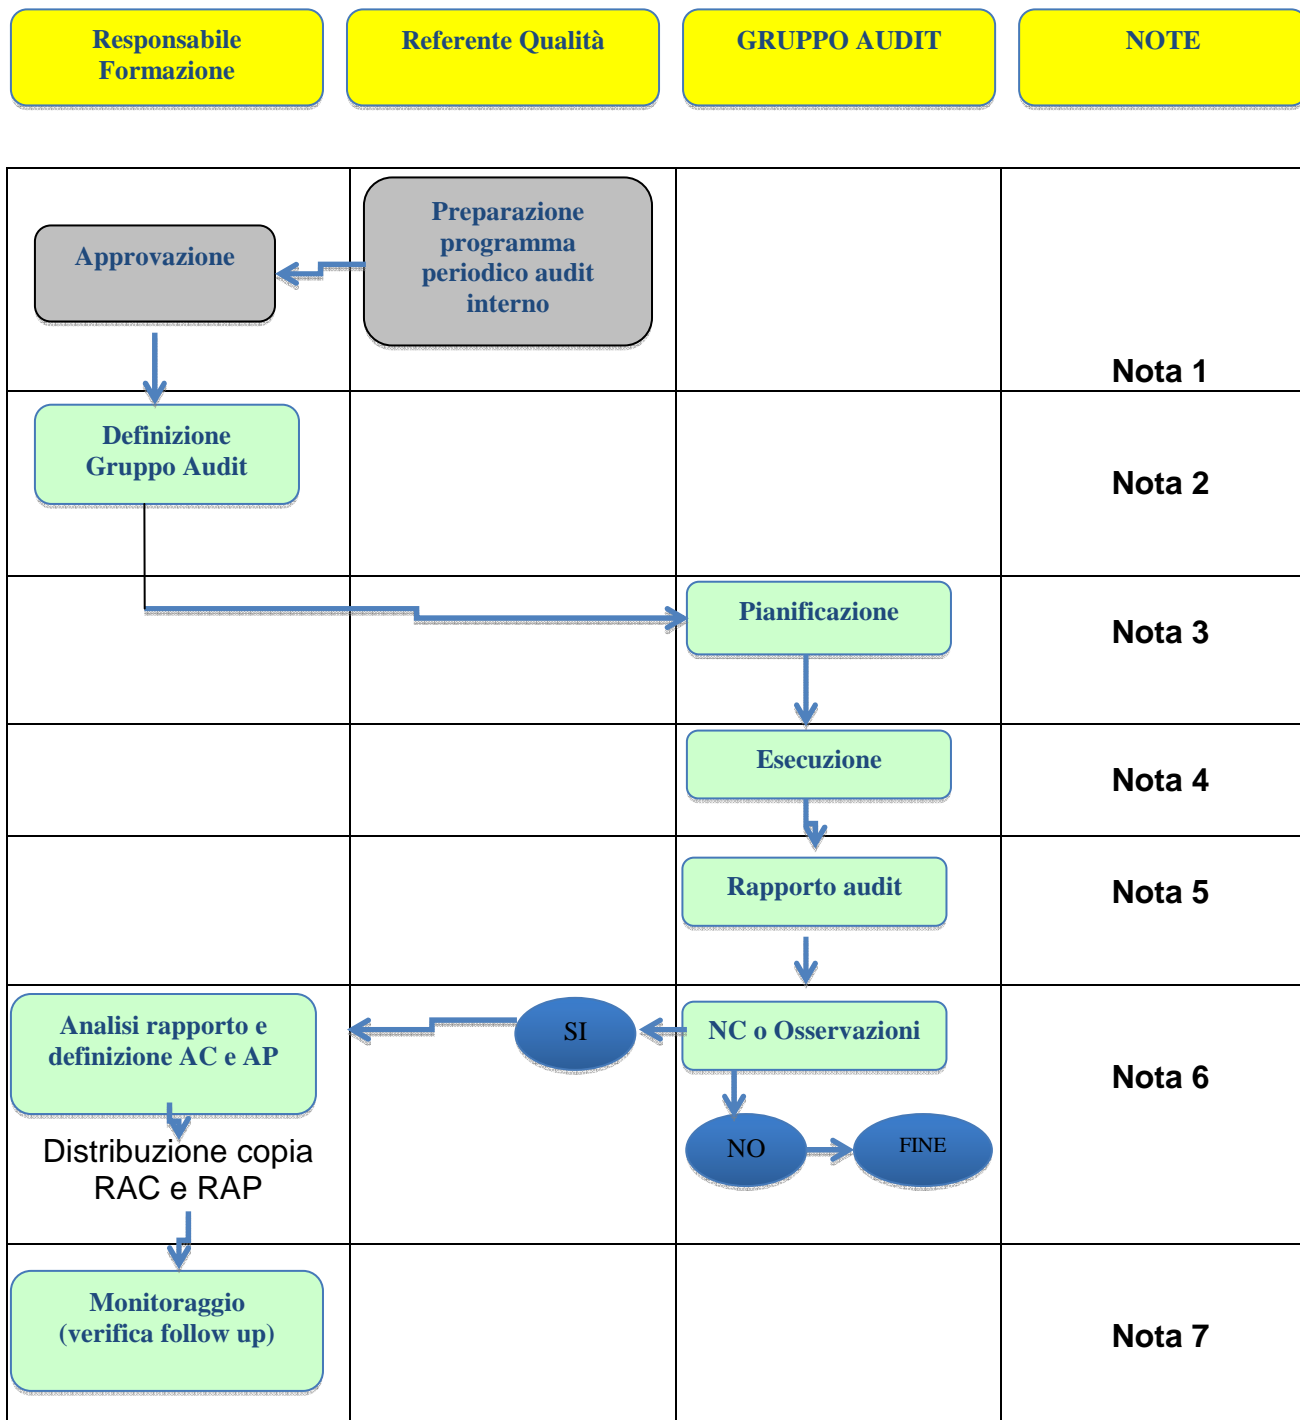 Responsabile
Formazione
Referente Qualità
GRUPPO AUDIT
NOTE
Approvazione
Preparazione
programma
periodico audit
interno
Nota 1
Definizione
Gruppo Audit
Nota 2
Pianificazione
Nota 3
Esecuzione
Nota 4
Rapporto audit
Nota 5
Analisi rapporto e
definizione AC e AP
SI
NC o Osservazioni
Nota 6
NO
FINE
Distribuzione copia
RAC e RAP
Monitoraggio
(verifica follow up)
Nota 7